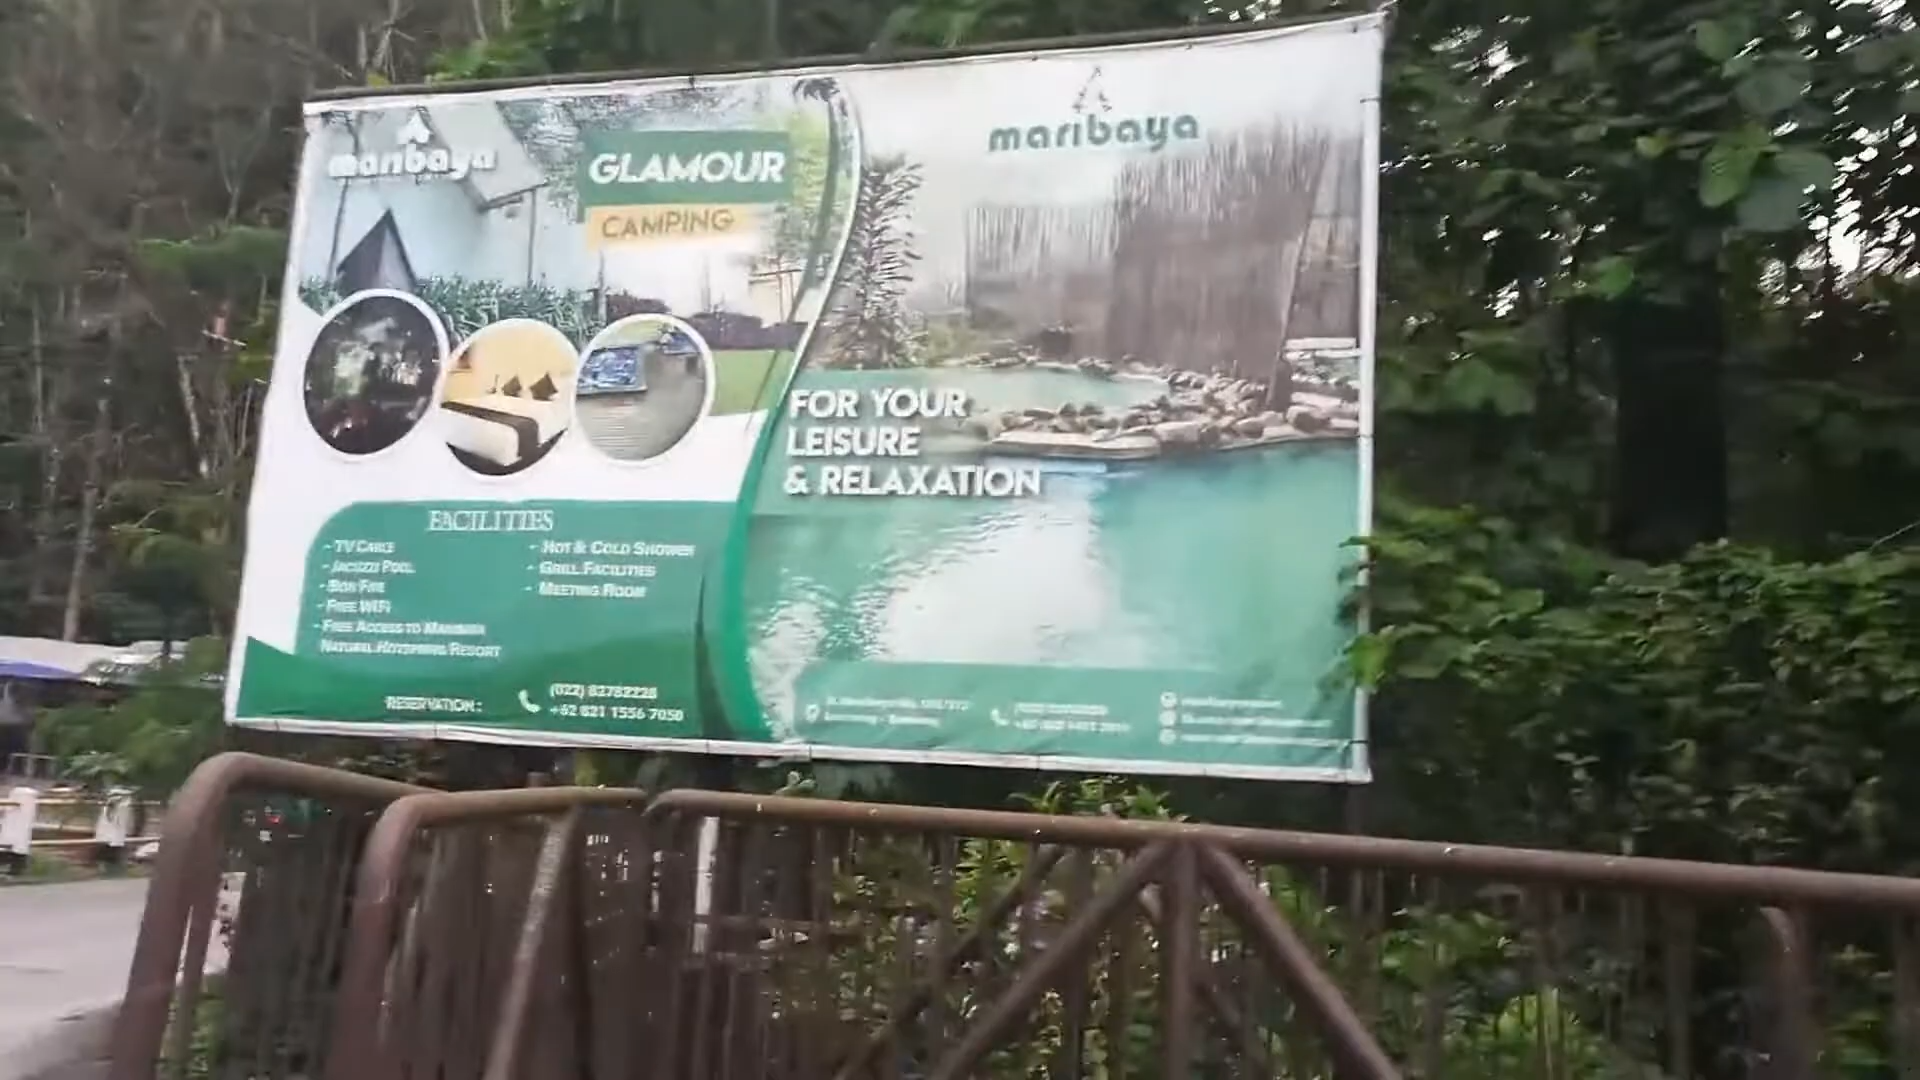 maribaya
GLAMOUR
CAMPING
FACILITIES
- TV CABLE
- JACUZZI POOL
- BON FIRE
- FREE WIFI
- FREE ACCESS TO MARIBAYA
NATURAL HOTSPRING RESORT
- HOT & COLD SHOWER
- GRILL FACILITIES
- MEETING ROOM
RESERVATION :
(022) 82782228
+62 821 1556 7050
maribaya
FOR YOUR
LEISURE
& RELAXATION